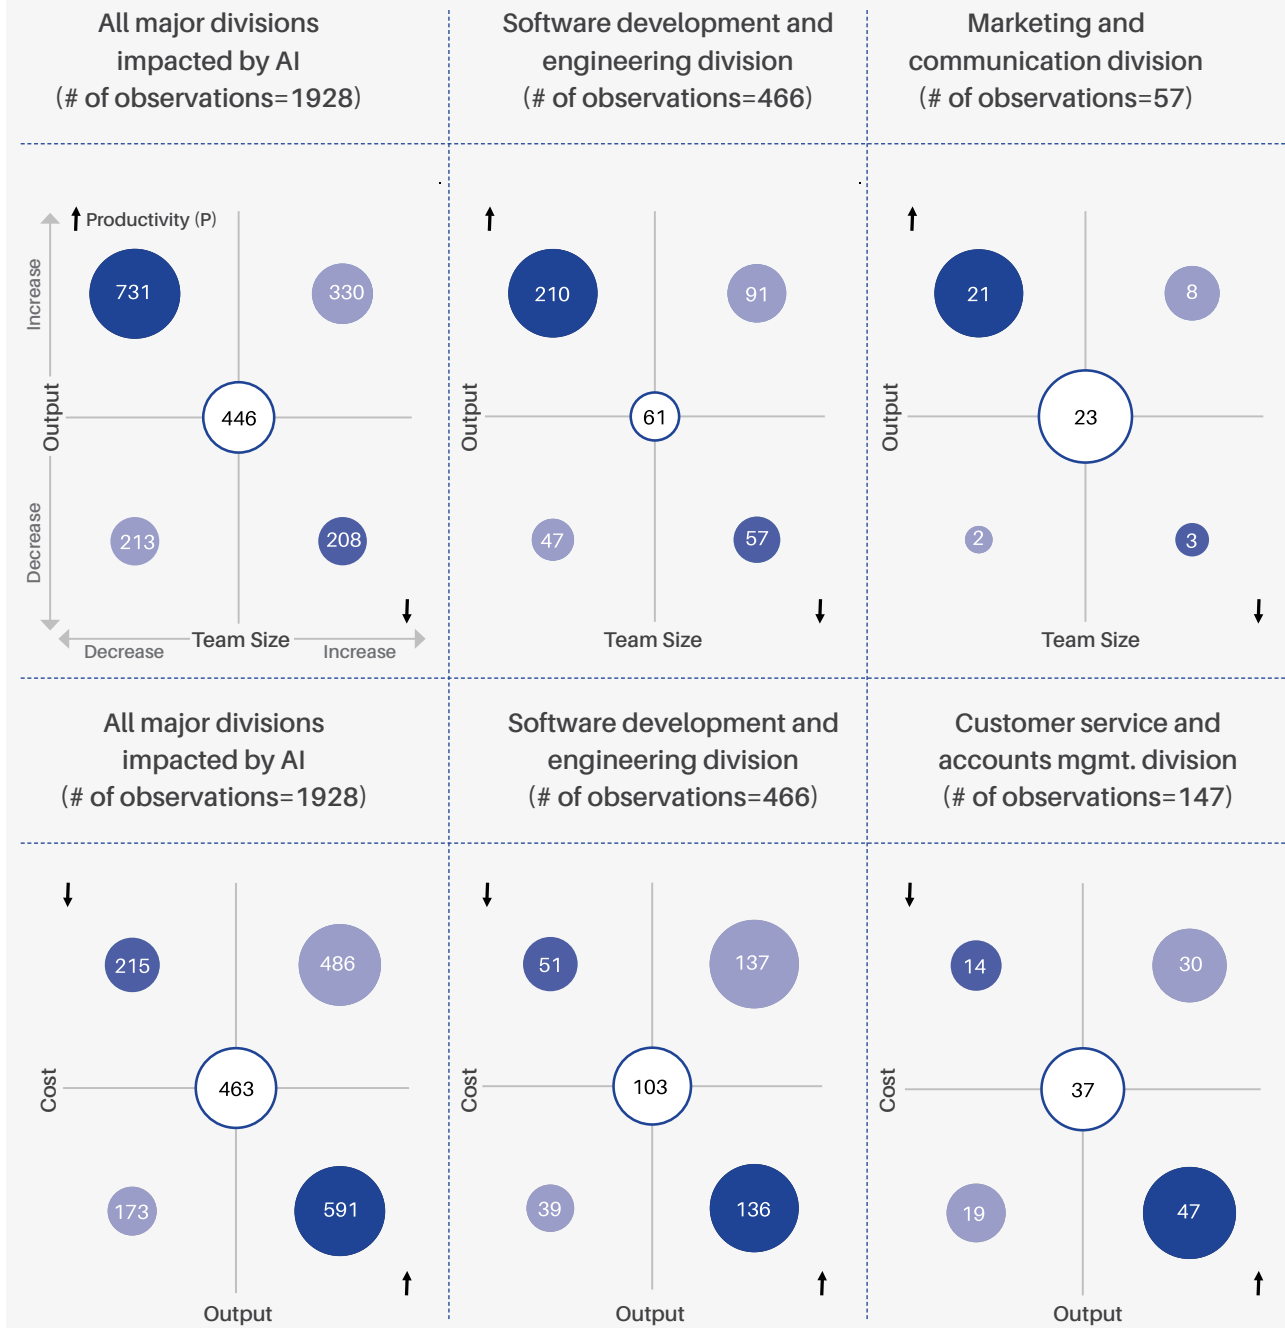 All major divisions
impacted by AI
(# of observations=1928)
Software development and
engineering division
(# of observations=466)
Marketing and
communication division
(# of observations=57)
Productivity (P)
Increase
Output
Decrease
731
330
446
213
208
Decrease
Team Size
Increase
Output
210
91
61
47
57
Team Size
Output
21
8
23
2
3
Team Size
All major divisions
impacted by AI
(# of observations=1928)
Software development and
engineering division
(# of observations=466)
Customer service and
accounts mgmt. division
(# of observations=147)
Cost
215
486
463
173
591
Output
Cost
51
137
103
39
136
Output
Cost
14
30
37
19
47
Output